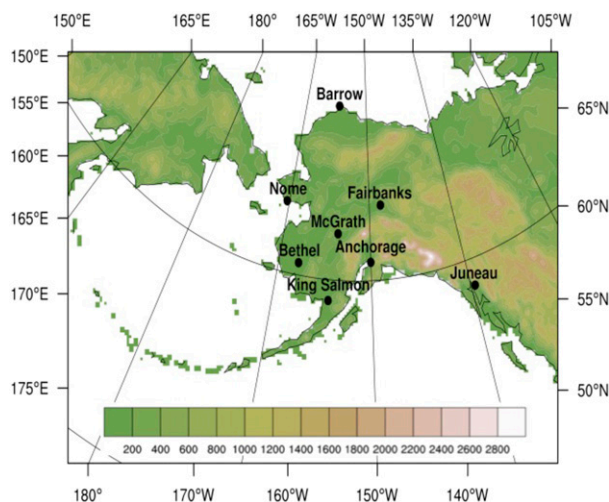 150°E 165°E 180° 165°W 150°W 135°W 120°W 105°W
150°E
155°E
160°E
165°E
170°E
175°E
65°N
60°N
55°N
50°N
Barrow
Nome
Fairbanks
McGrath
Bethel
Anchorage
King Salmon
Juneau
200 400 600 800 1000 1200 1400 1600 1800 2000 2200 2400 2600 2800
180° 170°W 160°W 150°W 140°W